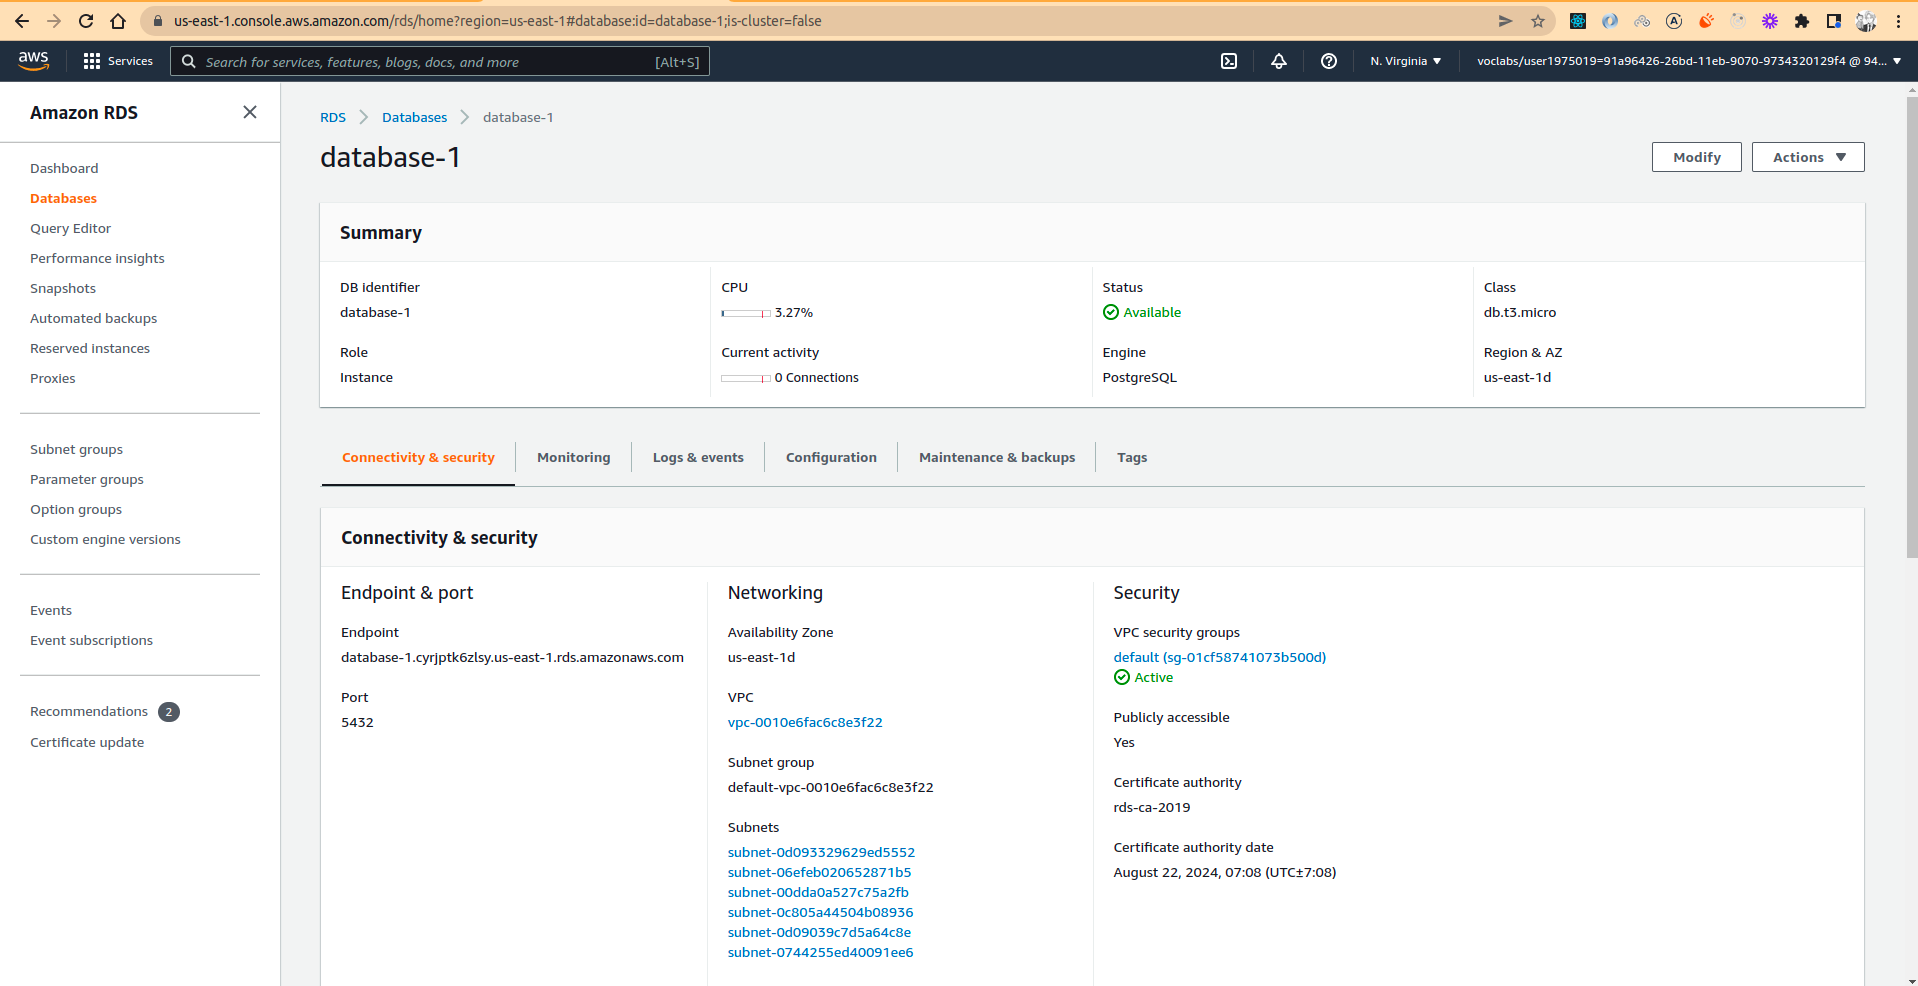 us-east-1.console.aws.amazon.com/rds/home?region=us-east-1#database:id=database-1;is-cluster=false
aws
Services
Search for services, features, blogs, docs, and more
[Alt+S]
N. Virginia
voclabs/user1975019=91a96426-26bd-11eb-9070-9734320129f4 @ 94...
Amazon RDS
Dashboard
Databases
Query Editor
Performance insights
Snapshots
Automated backups
Reserved instances
Proxies
Subnet groups
Parameter groups
Option groups
Custom engine versions
Events
Event subscriptions
Recommendations 2
Certificate update
RDS > Databases > database-1
database-1
Modify
Actions
Summary
DB identifier
database-1
Role
Instance
CPU
3.27%
Current activity
0 Connections
Status
Available
Engine
PostgreSQL
Class
db.t3.micro
Region & AZ
us-east-1d
Connectivity & security
Monitoring
Logs & events
Configuration
Maintenance & backups
Tags
Connectivity & security
Endpoint & port
Endpoint
database-1.cyrjptk6zlsy.us-east-1.rds.amazonaws.com
Port
5432
Networking
Availability Zone
us-east-1d
VPC
vpc-0010e6fac6c8e3f22
Subnet group
default-vpc-0010e6fac6c8e3f22
Subnets
subnet-0d093329629ed5552
subnet-06efeb020652871b5
subnet-00dda0a527c75a2fb
subnet-0c805a44504b08936
subnet-0d09039c7d5a64c8e
subnet-0744255ed40091ee6
Security
VPC security groups
default (sg-01cf58741073b500d)
Active
Publicly accessible
Yes
Certificate authority
rds-ca-2019
Certificate authority date
August 22, 2024, 07:08 (UTC±7:08)